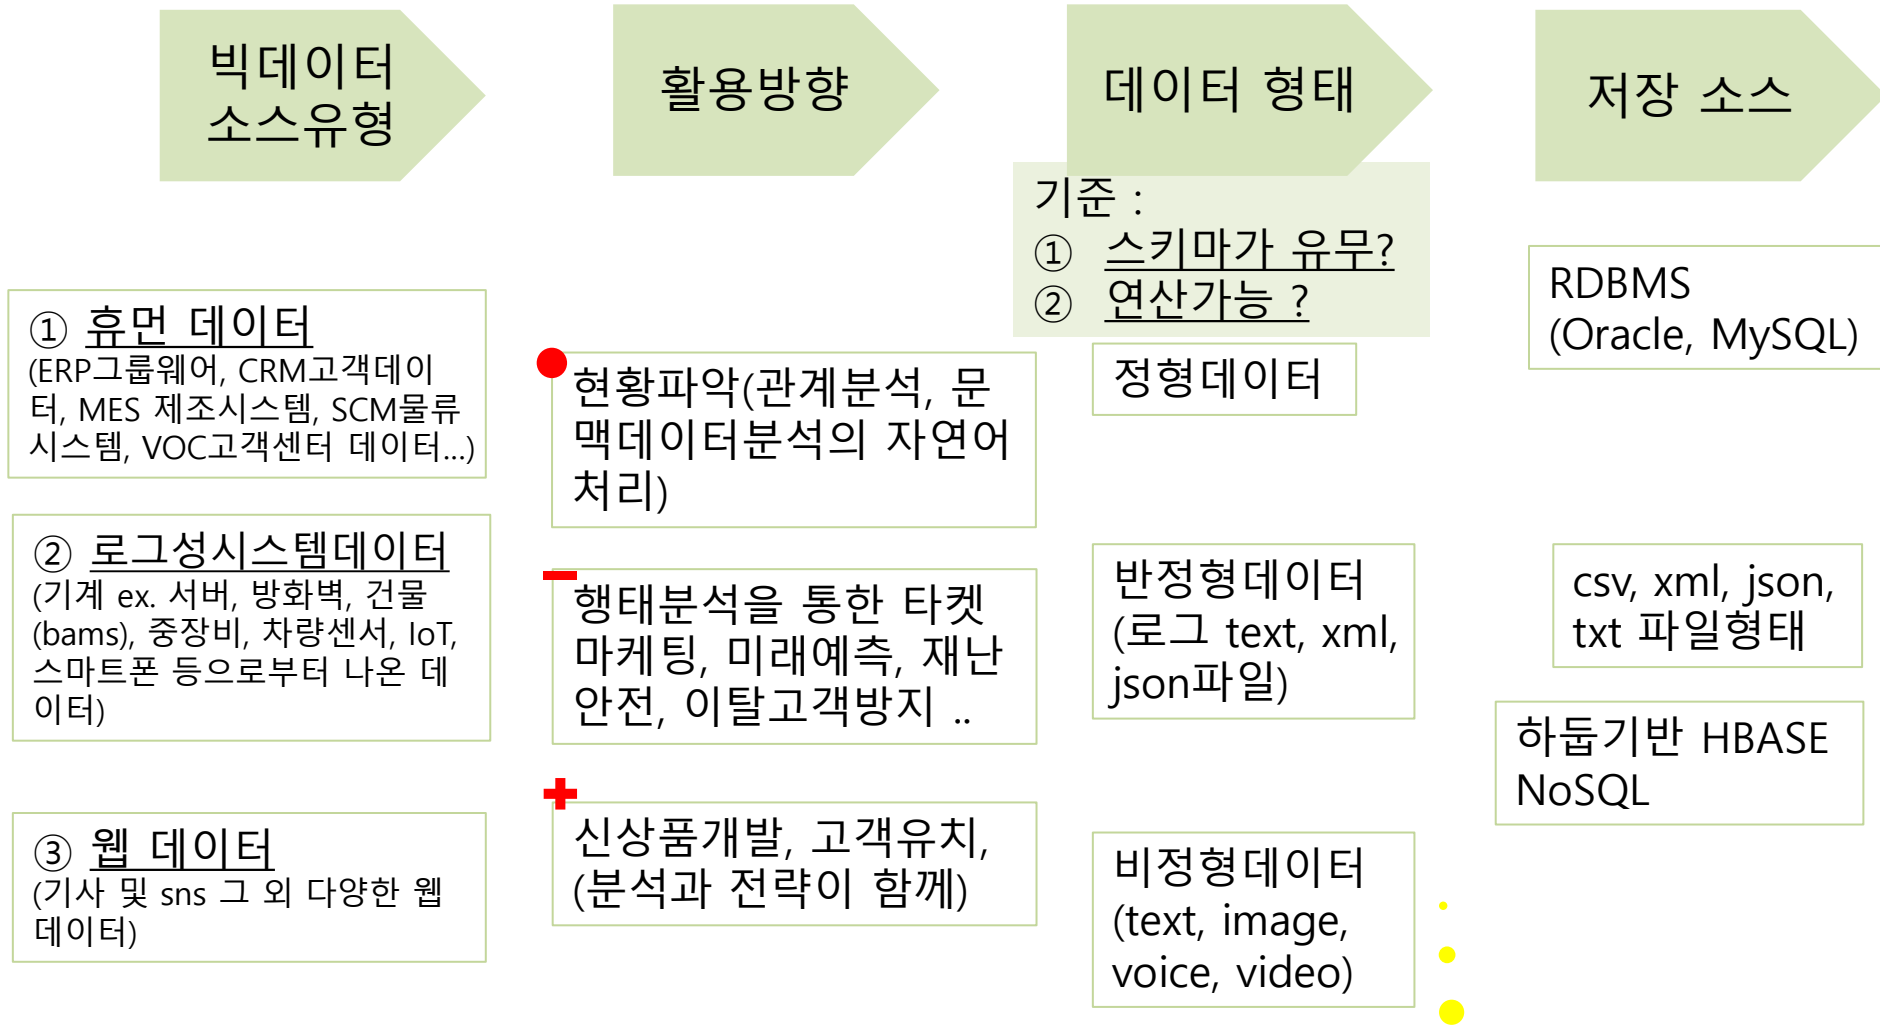 빅데이터
소스유형
활용방향
데이터 형태
저장 소스
① 휴먼 데이터
(ERP그룹웨어, CRM고객데이
터, MES 제조시스템, SCM물류
시스템, VOC고객센터 데이터...)
② 로그성시스템데이터
(기계 ex. 서버, 방화벽, 건물
(bams), 중장비, 차량센서, IoT,
스마트폰 등으로부터 나온 데
이터)
③ 웹 데이터
(기사 및 sns 그 외 다양한 웹
데이터)
현황파악(관계분석, 문
맥데이터분석의 자연어
처리)
행태분석을 통한 타켓
마케팅, 미래예측, 재난
안전, 이탈고객방지 ..
신상품개발, 고객유치,
(분석과 전략이 함께)
기준 :
① 스키마가 유무?
② 연산가능 ?
정형데이터
반정형데이터
(로그 text, xml,
json파일)
비정형데이터
(text, image,
voice, video)
RDBMS
(Oracle, MySQL)
csv, xml, json,
txt 파일형태
하둡기반 HBASE
NoSQL